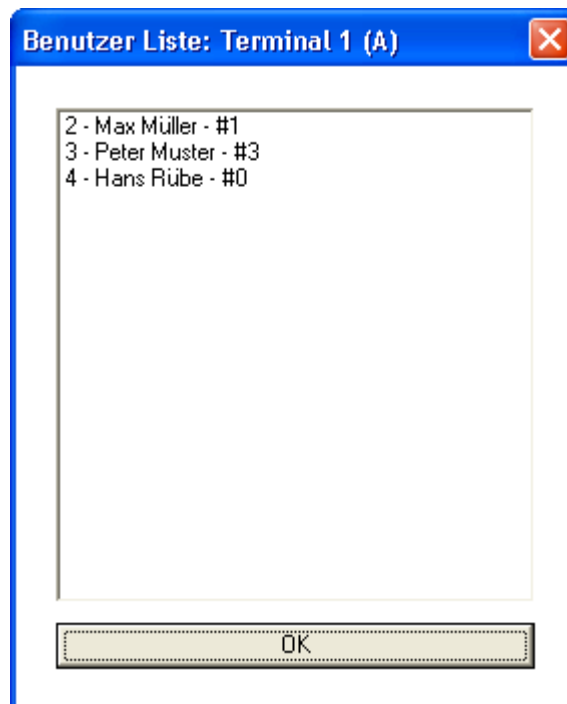 Benutzer Liste: Terminal 1 (A)
2 - Max Müller - #1
3 - Peter Muster - #3
4 - Hans Rübe - #0
OK